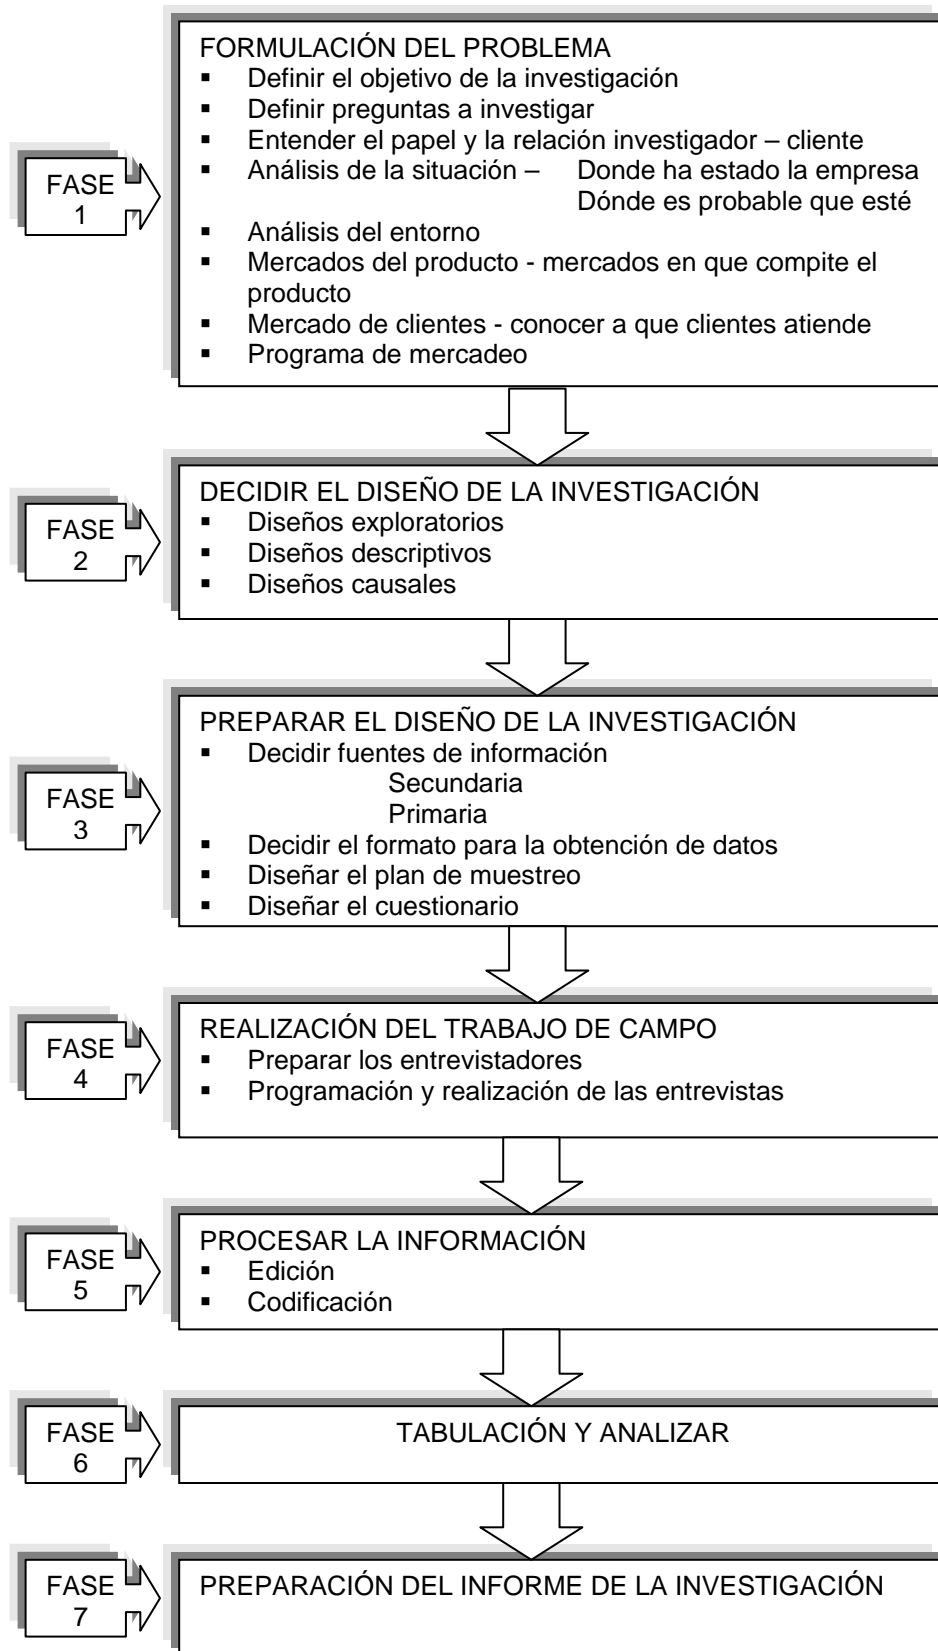 FASE
1
FORMULACIÓN DEL PROBLEMA
▪ Definir el objetivo de la investigación
▪ Definir preguntas a investigar
▪ Entender el papel y la relación investigador – cliente
▪ Análisis de la situación – Donde ha estado la empresa
Dónde es probable que esté
▪ Análisis del entorno
▪ Mercados del producto - mercados en que compite el
producto
▪ Mercado de clientes - conocer a que clientes atiende
▪ Programa de mercadeo
FASE
2
DECIDIR EL DISEÑO DE LA INVESTIGACIÓN
▪ Diseños exploratorios
▪ Diseños descriptivos
▪ Diseños causales
FASE
3
PREPARAR EL DISEÑO DE LA INVESTIGACIÓN
▪ Decidir fuentes de información
Secundaria
Primaria
▪ Decidir el formato para la obtención de datos
▪ Diseñar el plan de muestreo
▪ Diseñar el cuestionario
FASE
4
REALIZACIÓN DEL TRABAJO DE CAMPO
▪ Preparar los entrevistadores
▪ Programación y realización de las entrevistas
FASE
5
PROCESAR LA INFORMACIÓN
▪ Edición
▪ Codificación
FASE
6
TABULACIÓN Y ANALIZAR
FASE
7
PREPARACIÓN DEL INFORME DE LA INVESTIGACIÓN